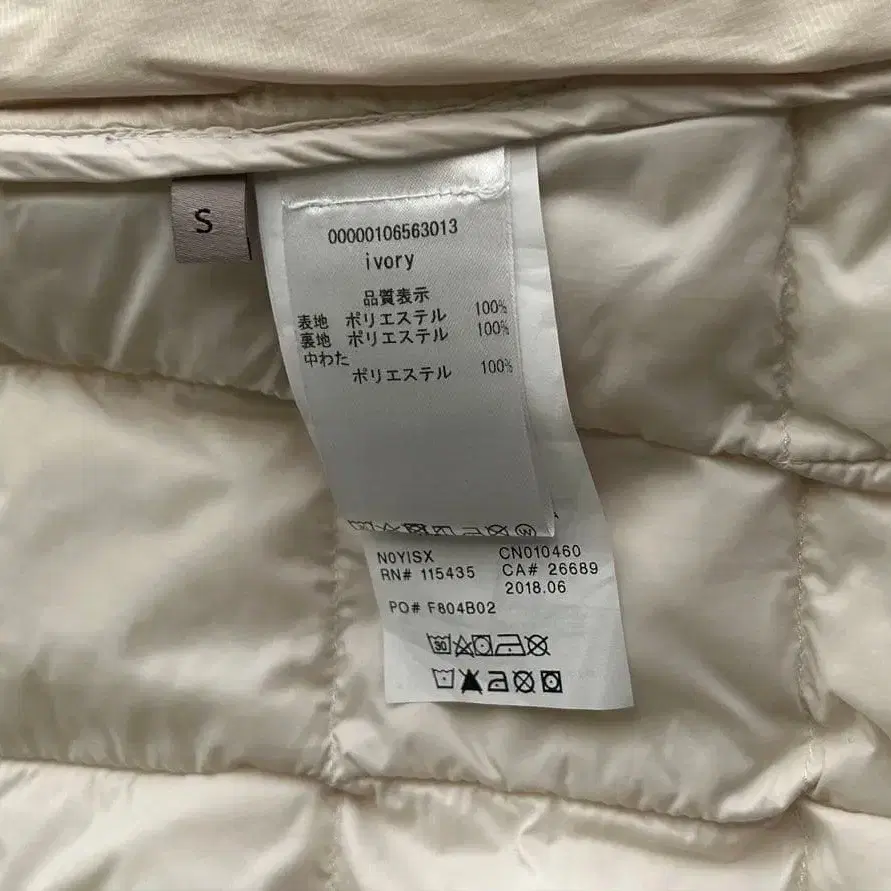 S
00000106563013
ivory
品質表示
表地 ポリエステル 100%
裏地 ポリエステル 100%
中わた
ポリエステル 100%
N0YISX CN010460
RN# 115435 CA# 26689
2018.06
PO# F804B02
30